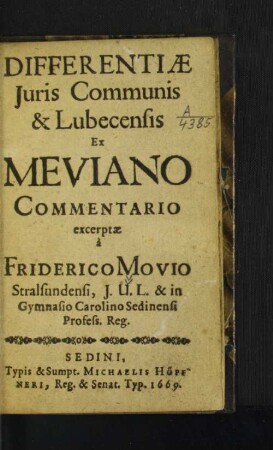 DIFFERENTIÆ
Juris Communis
& Lubecensis
Ex
MEVIANO
COMMENTARIO
excerptæ
à
FRIDERICO MOVIO
Stralsundensi, J. U. L. & in
Gymnasio Carolino Sedinensi
Profess. Reg.
SEDINI,
Typis & Sumpt. MICHAELIS HÖPF-
NERI, Reg. & Senat. Typ. 1669.
A
4385